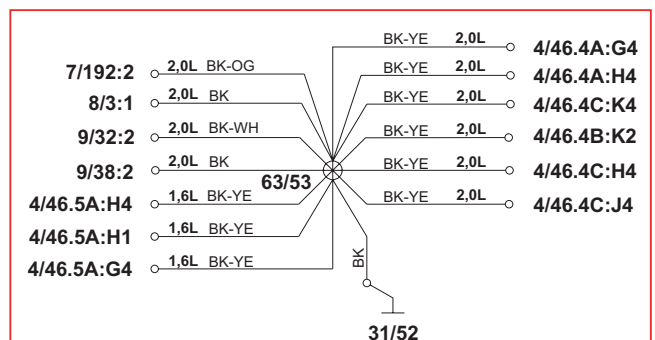 BK-YE 2,0L 4/46.4A:G4
7/192:2 2,0L BK-OG BK-YE 2,0L 4/46.4A:H4
8/3:1 2,0L BK BK-YE 2,0L 4/46.4C:K4
9/32:2 2,0L BK-WH BK-YE 2,0L 4/46.4B:K2
9/38:2 2,0L BK 63/53 BK-YE 2,0L 4/46.4C:H4
4/46.5A:H4 1,6L BK-YE BK-YE 2,0L 4/46.4C:J4
4/46.5A:H1 1,6L BK-YE
4/46.5A:G4 1,6L BK-YE
BK
31/52